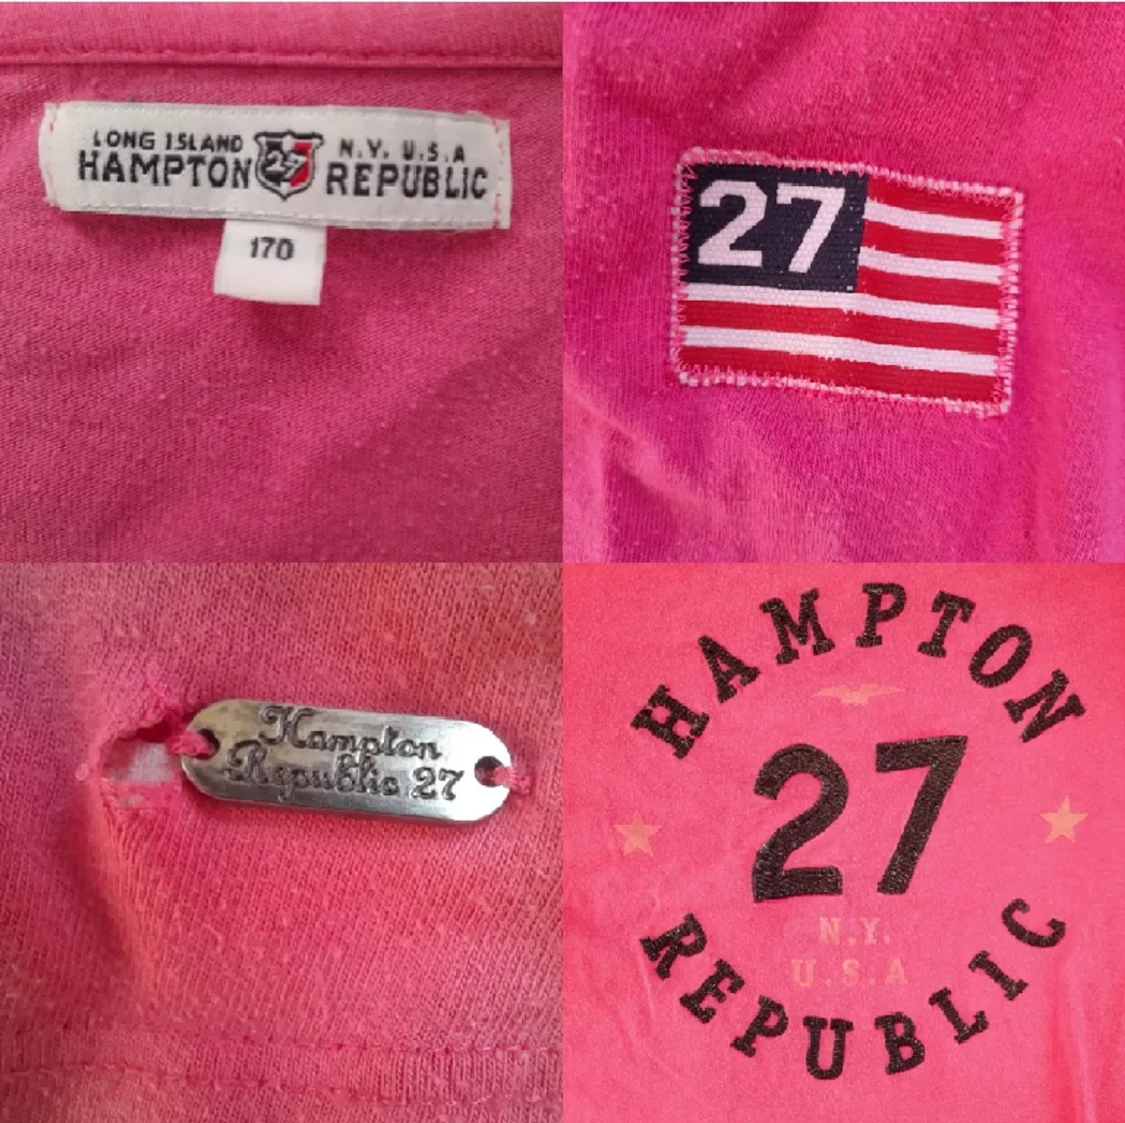 LONG ISLAND
HAMPTON
27
N.Y. U.S.A
REPUBLIC
170
27
Hampton
Republic 27
HAMPTON
27
N.Y.
U.S.A
REPUBLIC